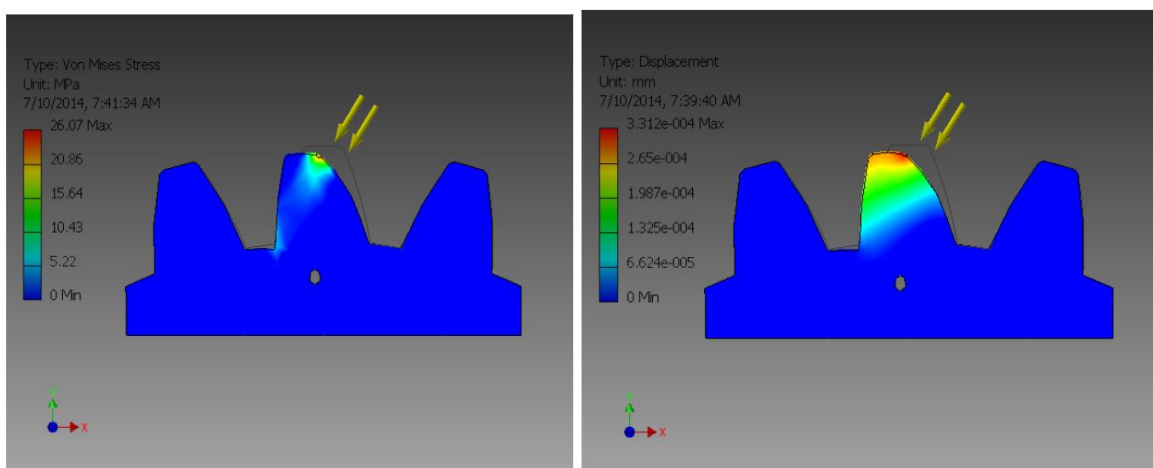 Type: Von Mises Stress
Unit: MPa
7/10/2014, 7:41:34 AM
26.07 Max
20.86
15.64
10.43
5.22
0 Min
X
Type: Displacement
Unit: mm
7/10/2014, 7:39:40 AM
3.312e-004 Max
2.65e-004
1.987e-004
1.325e-004
6.624e-005
0 Min
X